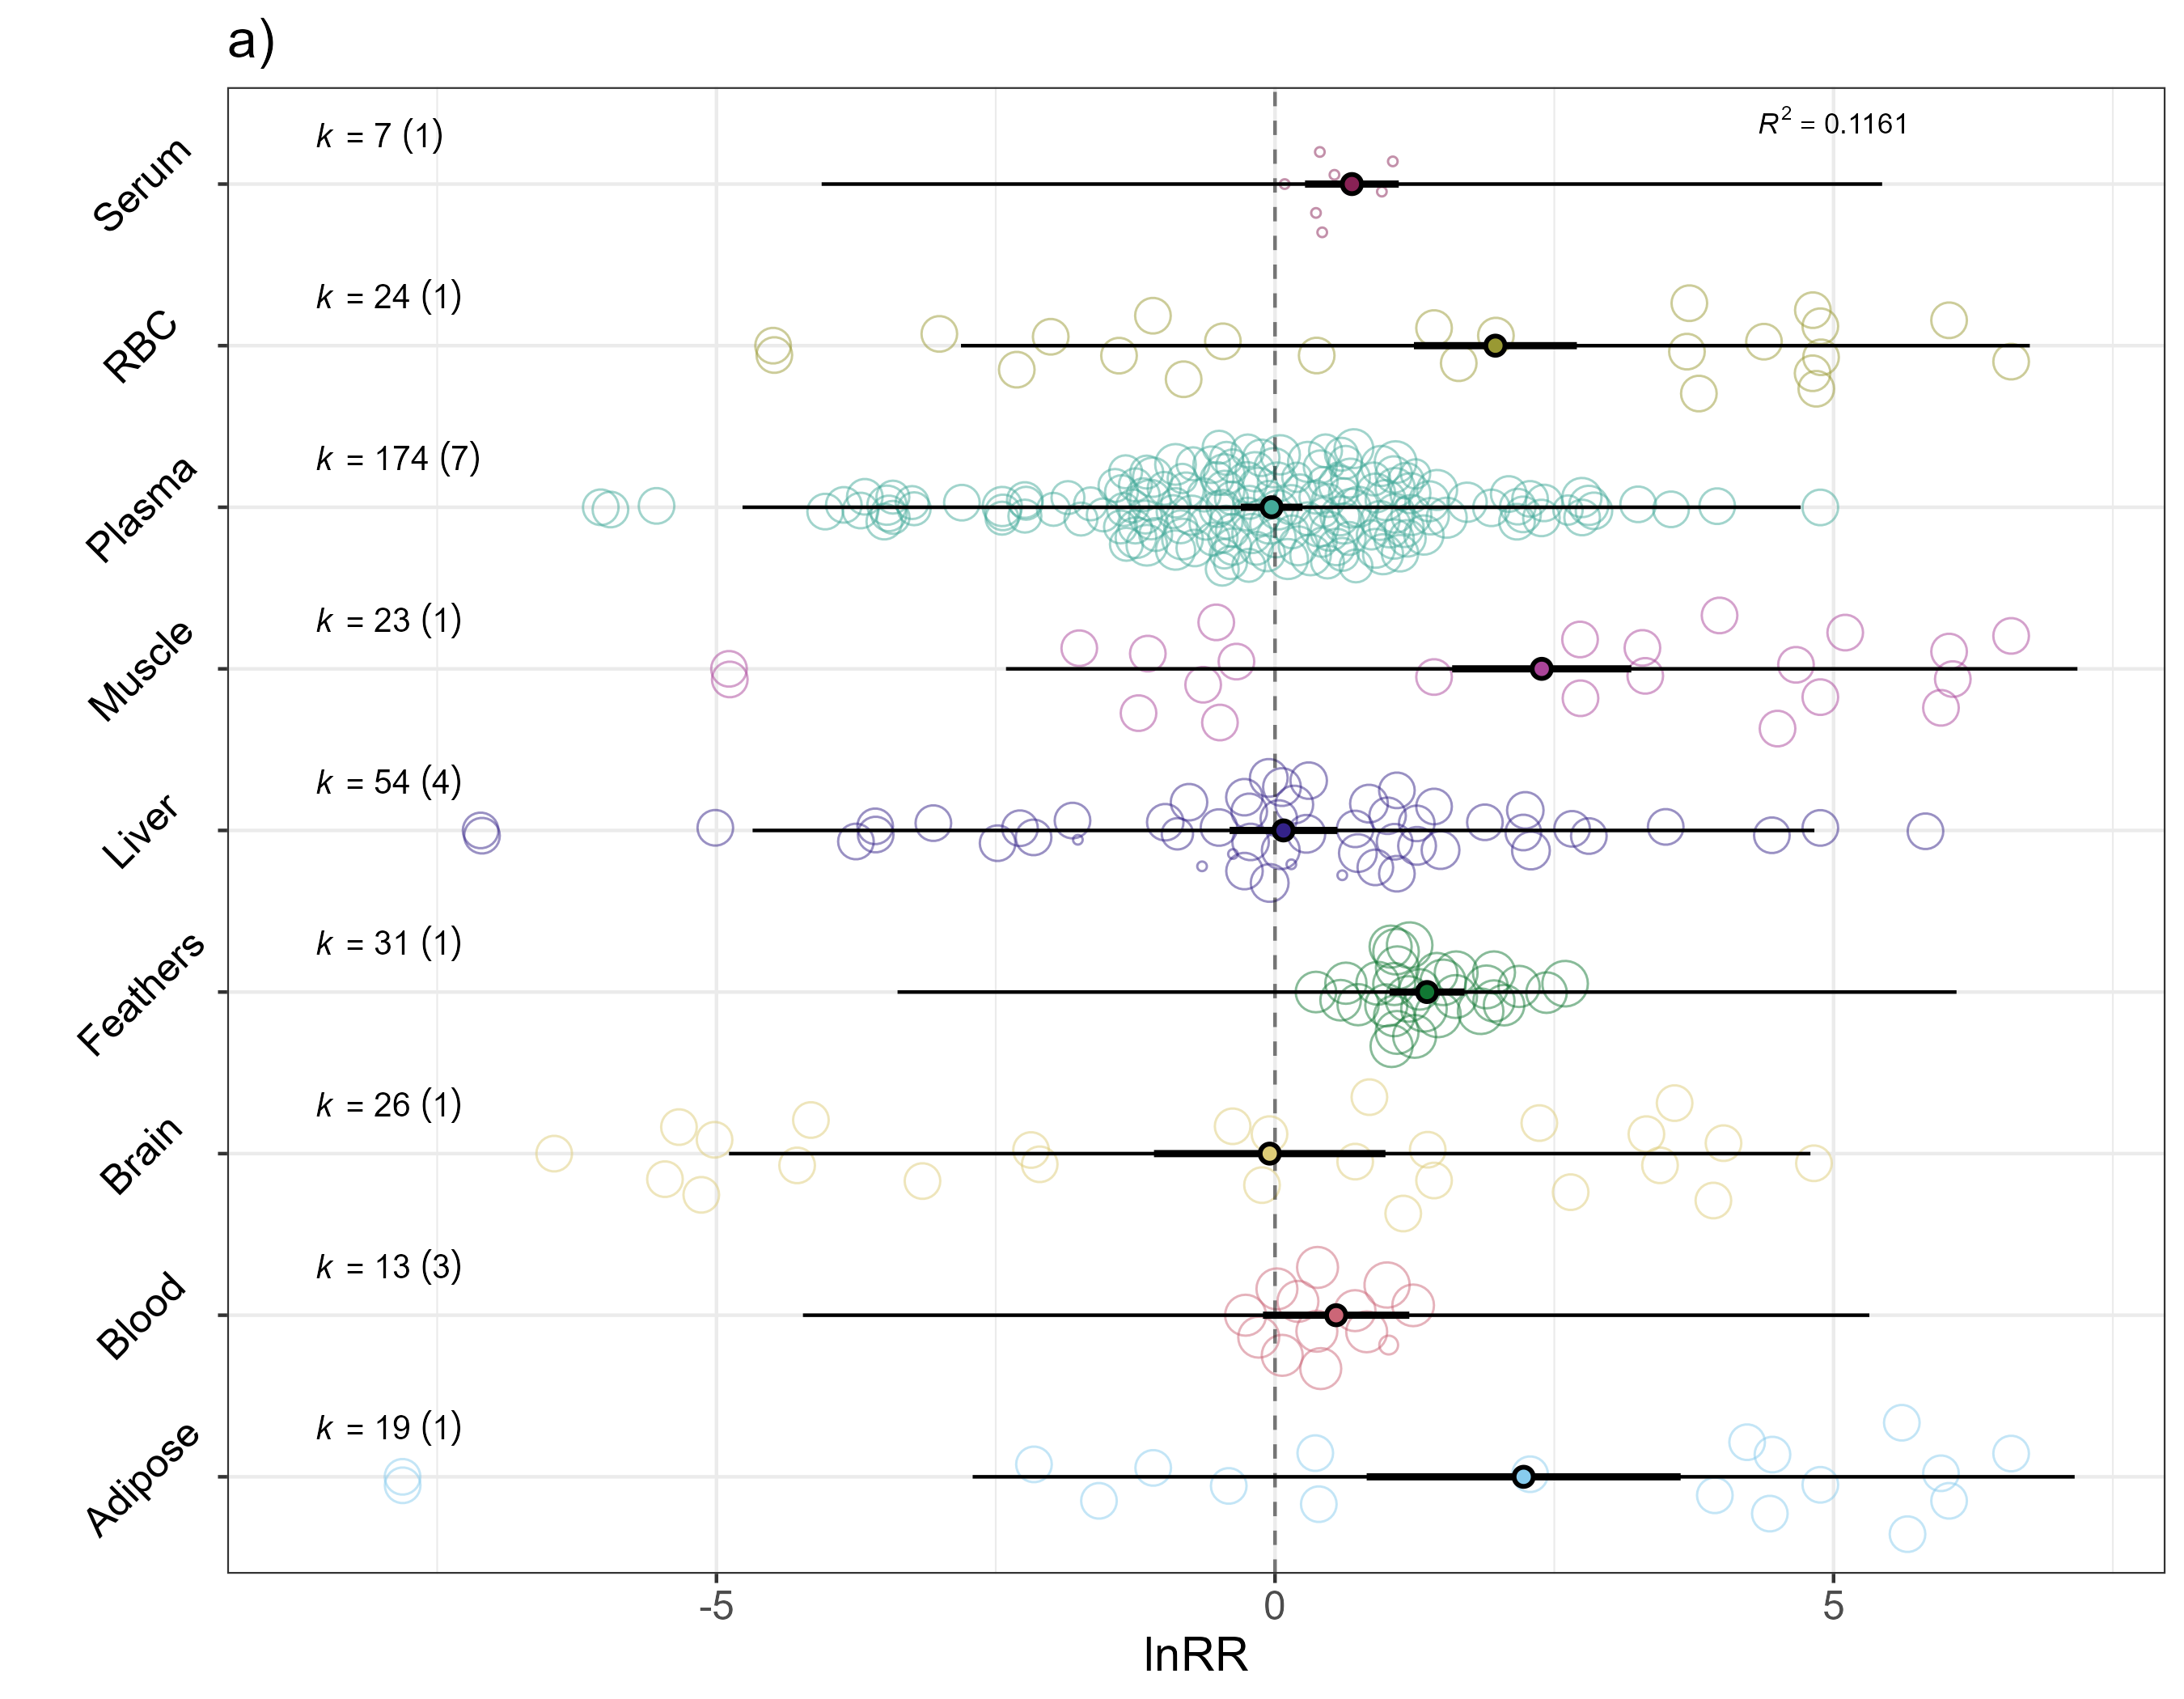 a)
R² = 0.1161
Serum
k = 7 (1)
RBC
k = 24 (1)
Plasma
k = 174 (7)
Muscle
k = 23 (1)
Liver
k = 54 (4)
Feathers
k = 31 (1)
Brain
k = 26 (1)
Blood
k = 13 (3)
Adipose
k = 19 (1)
-5 0 5
lnRR